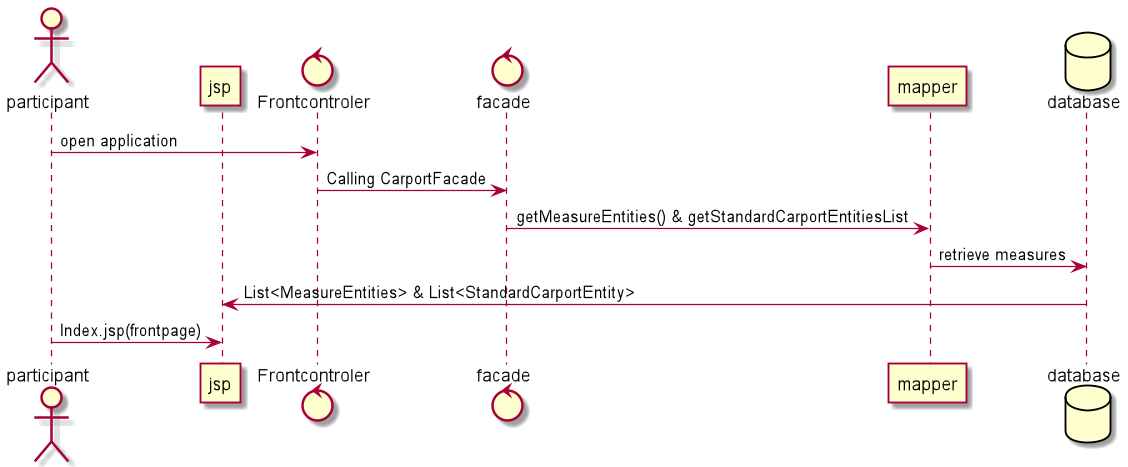 participant
jsp
Frontcontroler
facade
mapper
database
open application
Calling CarportFacade
getMeasureEntities() & getStandardCarportEntitiesList
retrieve measures
List<MeasureEntities> & List<StandardCarportEntity>
Index.jsp(frontpage)
participant
jsp
Frontcontroler
facade
mapper
database